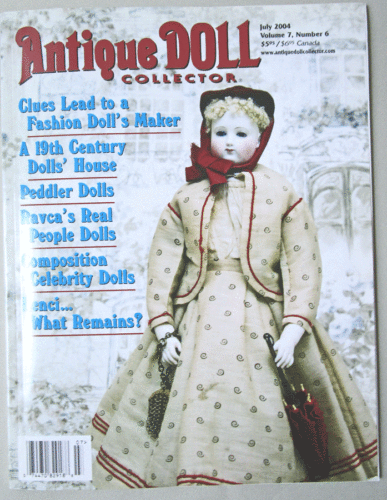 Antique DOLL
COLLECTOR
July 2004
Volume 7, Number 6
www.antiquedollcollector.com
Clues Lead to a
Fashion Doll's Maker
A 19th Century
Dolls' House
Peddler Dolls
Ravca's Real
People Dolls
Composition
Celebrity Dolls
Lenci...
What Remains?